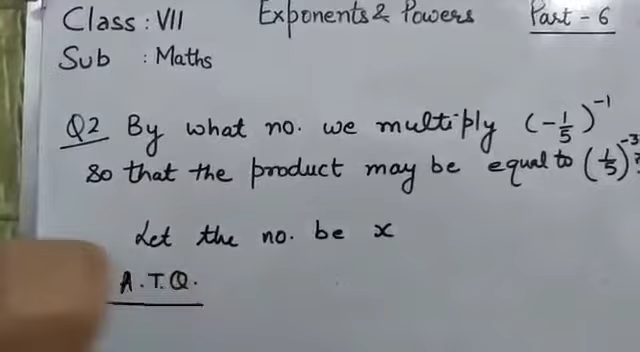 Class : VII Exponents & Powers Part - 6
Sub : Maths
Q2 By what no. we multiply (-1/5)^-1
so that the product may be equal to (1/5)^-3?
Let the no. be x
A.T.Q.